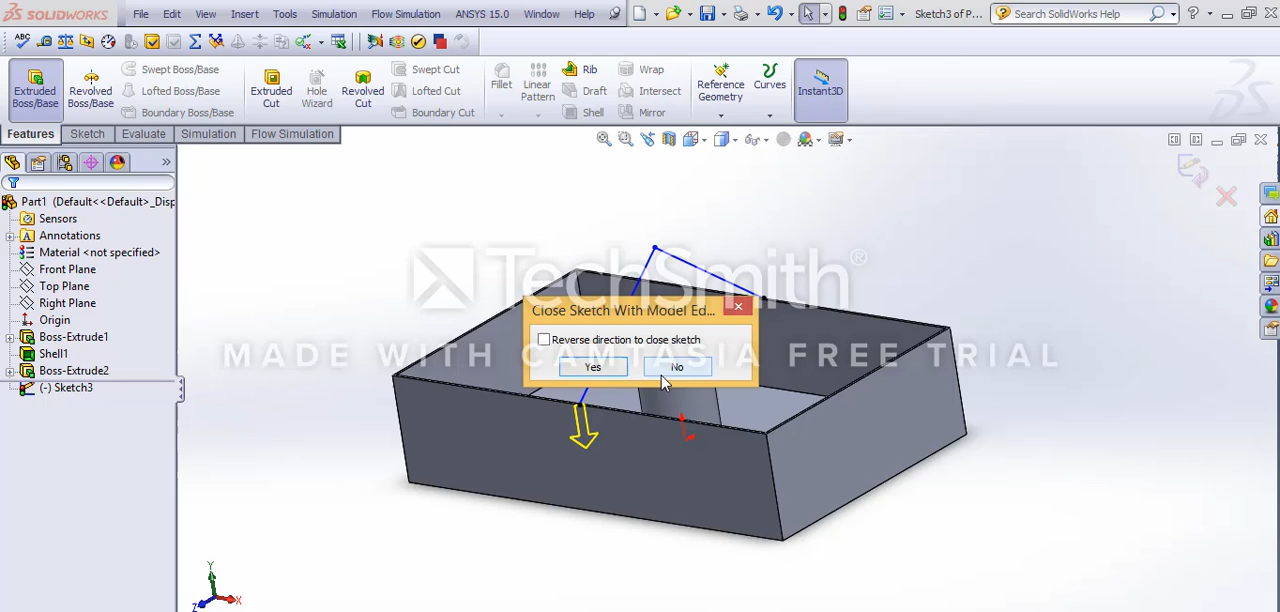 SOLIDWORKS File Edit View Insert Tools Simulation Flow Simulation ANSYS 15.0 Window Help Sketch3 of P... Search SolidWorks Help
Extruded Boss/Base
Revolved Boss/Base
Swept Boss/Base
Lofted Boss/Base
Boundary Boss/Base
Extruded Cut
Hole Wizard
Revolved Cut
Swept Cut
Lofted Cut
Boundary Cut
Fillet
Linear Pattern
Rib
Draft
Shell
Wrap
Intersect
Mirror
Reference Geometry
Curves
Instant3D
Features Sketch Evaluate Simulation Flow Simulation
Part1 (Default<<Default>_Disp
Sensors
Annotations
Material <not specified>
Front Plane
Top Plane
Right Plane
Origin
Boss-Extrude1
Shell1
Boss-Extrude2
(-) Sketch3
TechSmith®
MADE WITH CAMTASIA FREE TRIAL
Close Sketch With Model Ed...
Reverse direction to close sketch
Yes No
Y
Z X